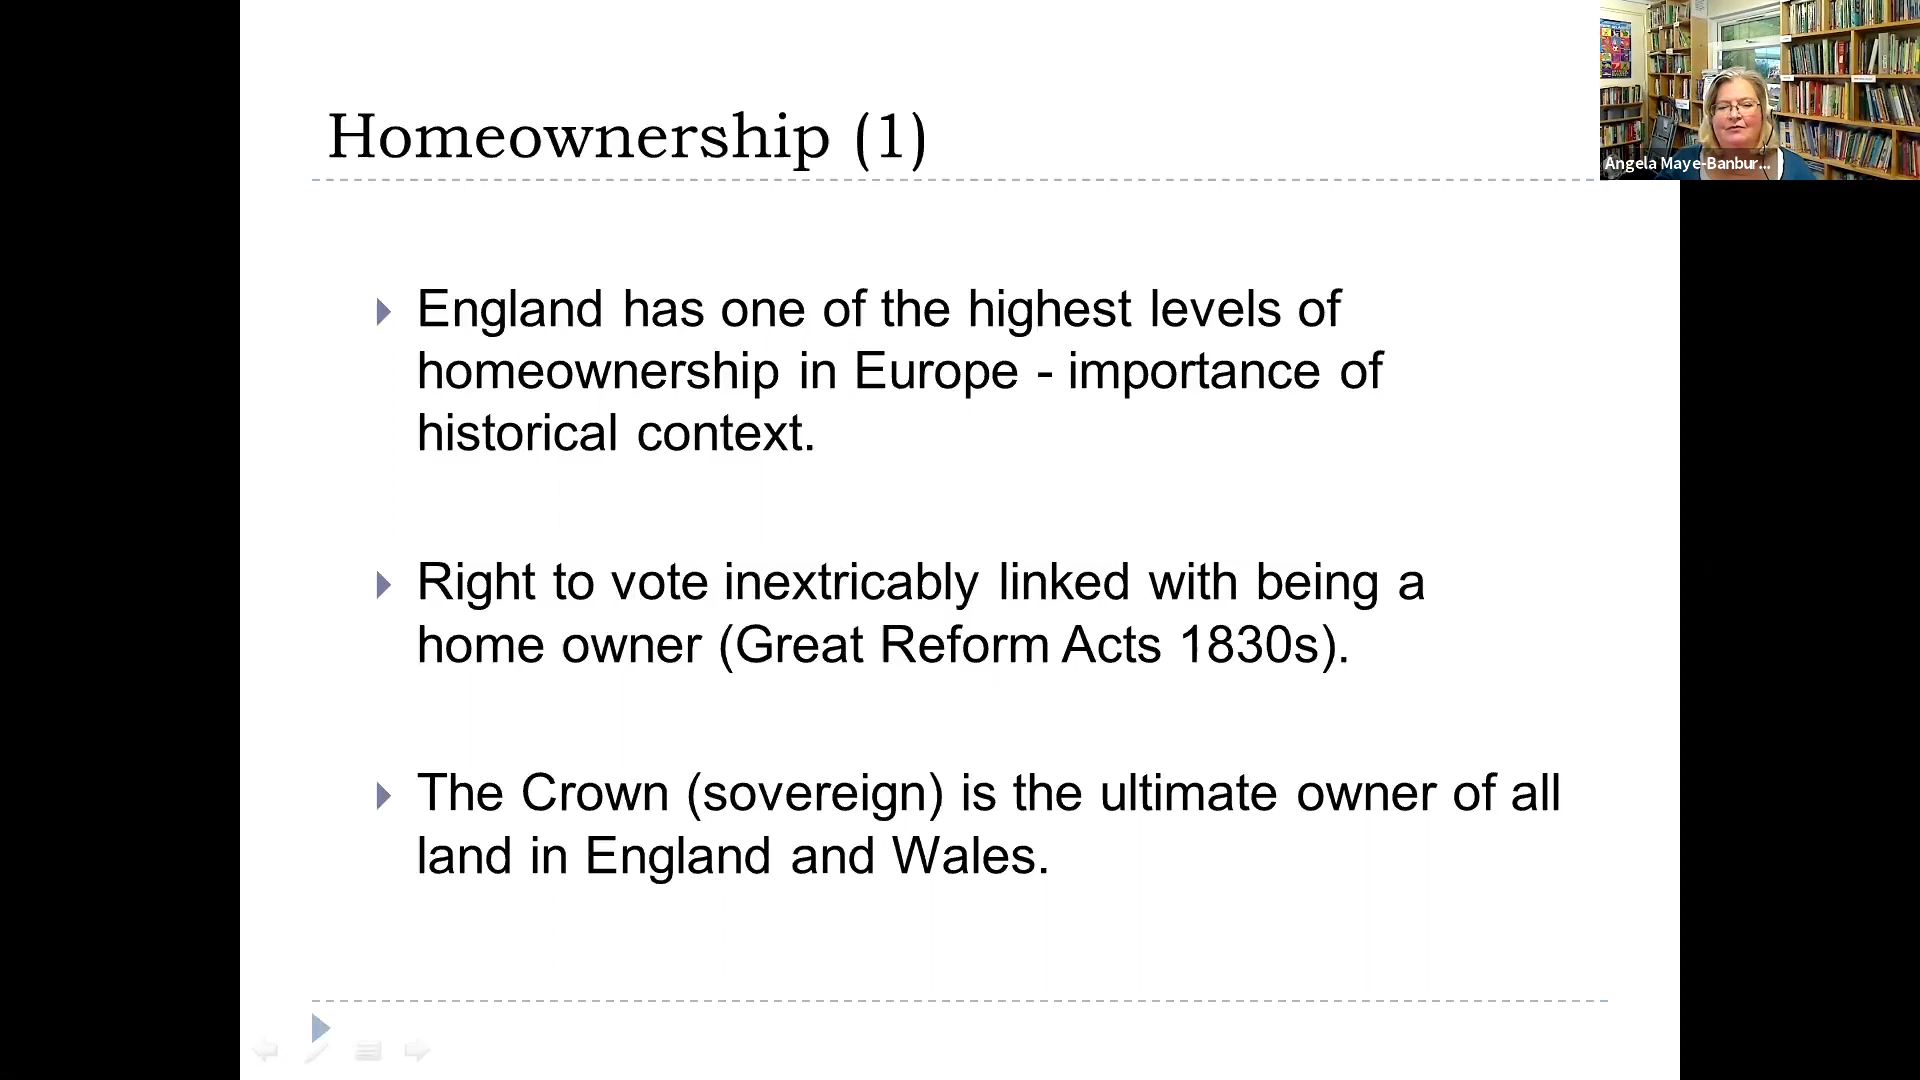 Homeownership (1)
England has one of the highest levels of
homeownership in Europe - importance of
historical context.
Right to vote inextricably linked with being a
home owner (Great Reform Acts 1830s).
The Crown (sovereign) is the ultimate owner of all
land in England and Wales.
Angela Maye-Banbur...